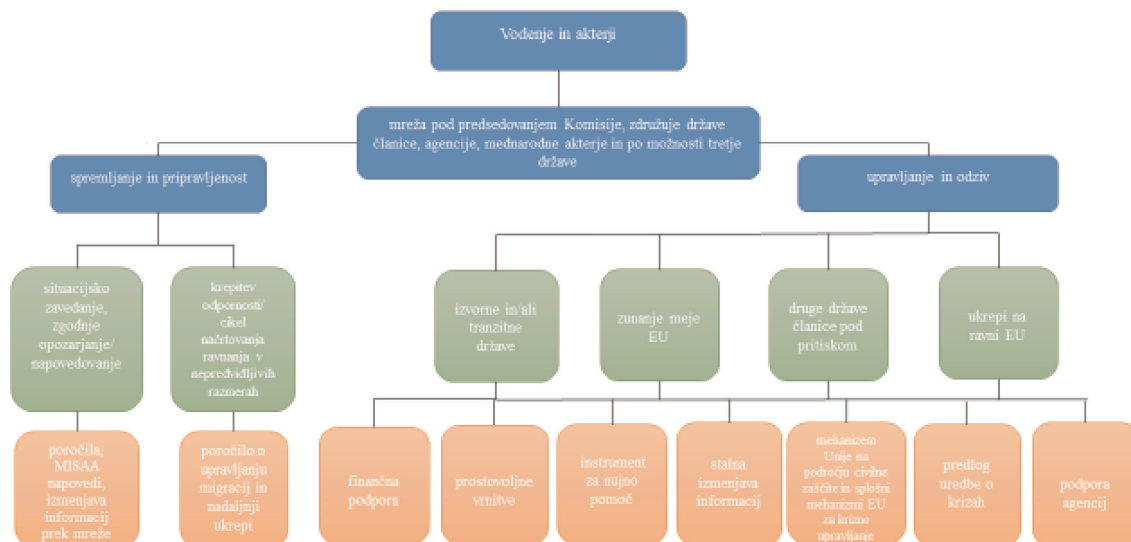 Vodenje in akterji
mreža pod predsedovanjem Komisije, združuje države
članice, agencije, mednarodne akterje in po možnosti tretje
države
spremljanje in pripravljenost
upravljanje in odziv
situacijsko
zavedanje,
zgodnje
opozarjanje/
napovedovanje
krepitev
odpornosti/
cikel
načrtovanja
ravnanja v
nepredvidljivih
razmerah
izvorne in/ali
tranzitne
države
zunanje meje
EU
druge države
članice pod
pritiskom
ukrepi na
ravni EU
poročila,
MISAA
napovedi,
izmenjava
informacij
prek mreže
poročilo o
upravljanju
migracij in
nadaljnji
ukrepi
finančna
podpora
prostovoljne
vrnitve
instrument
za nujno
pomoč
stalna
izmenjava
informacij
mehanizem
Unije na
področju civilne
zaščite in splošni
mehanizmi EU
za krizno
upravljanje
predlog
uredbe o
krizah
podpora
agencij